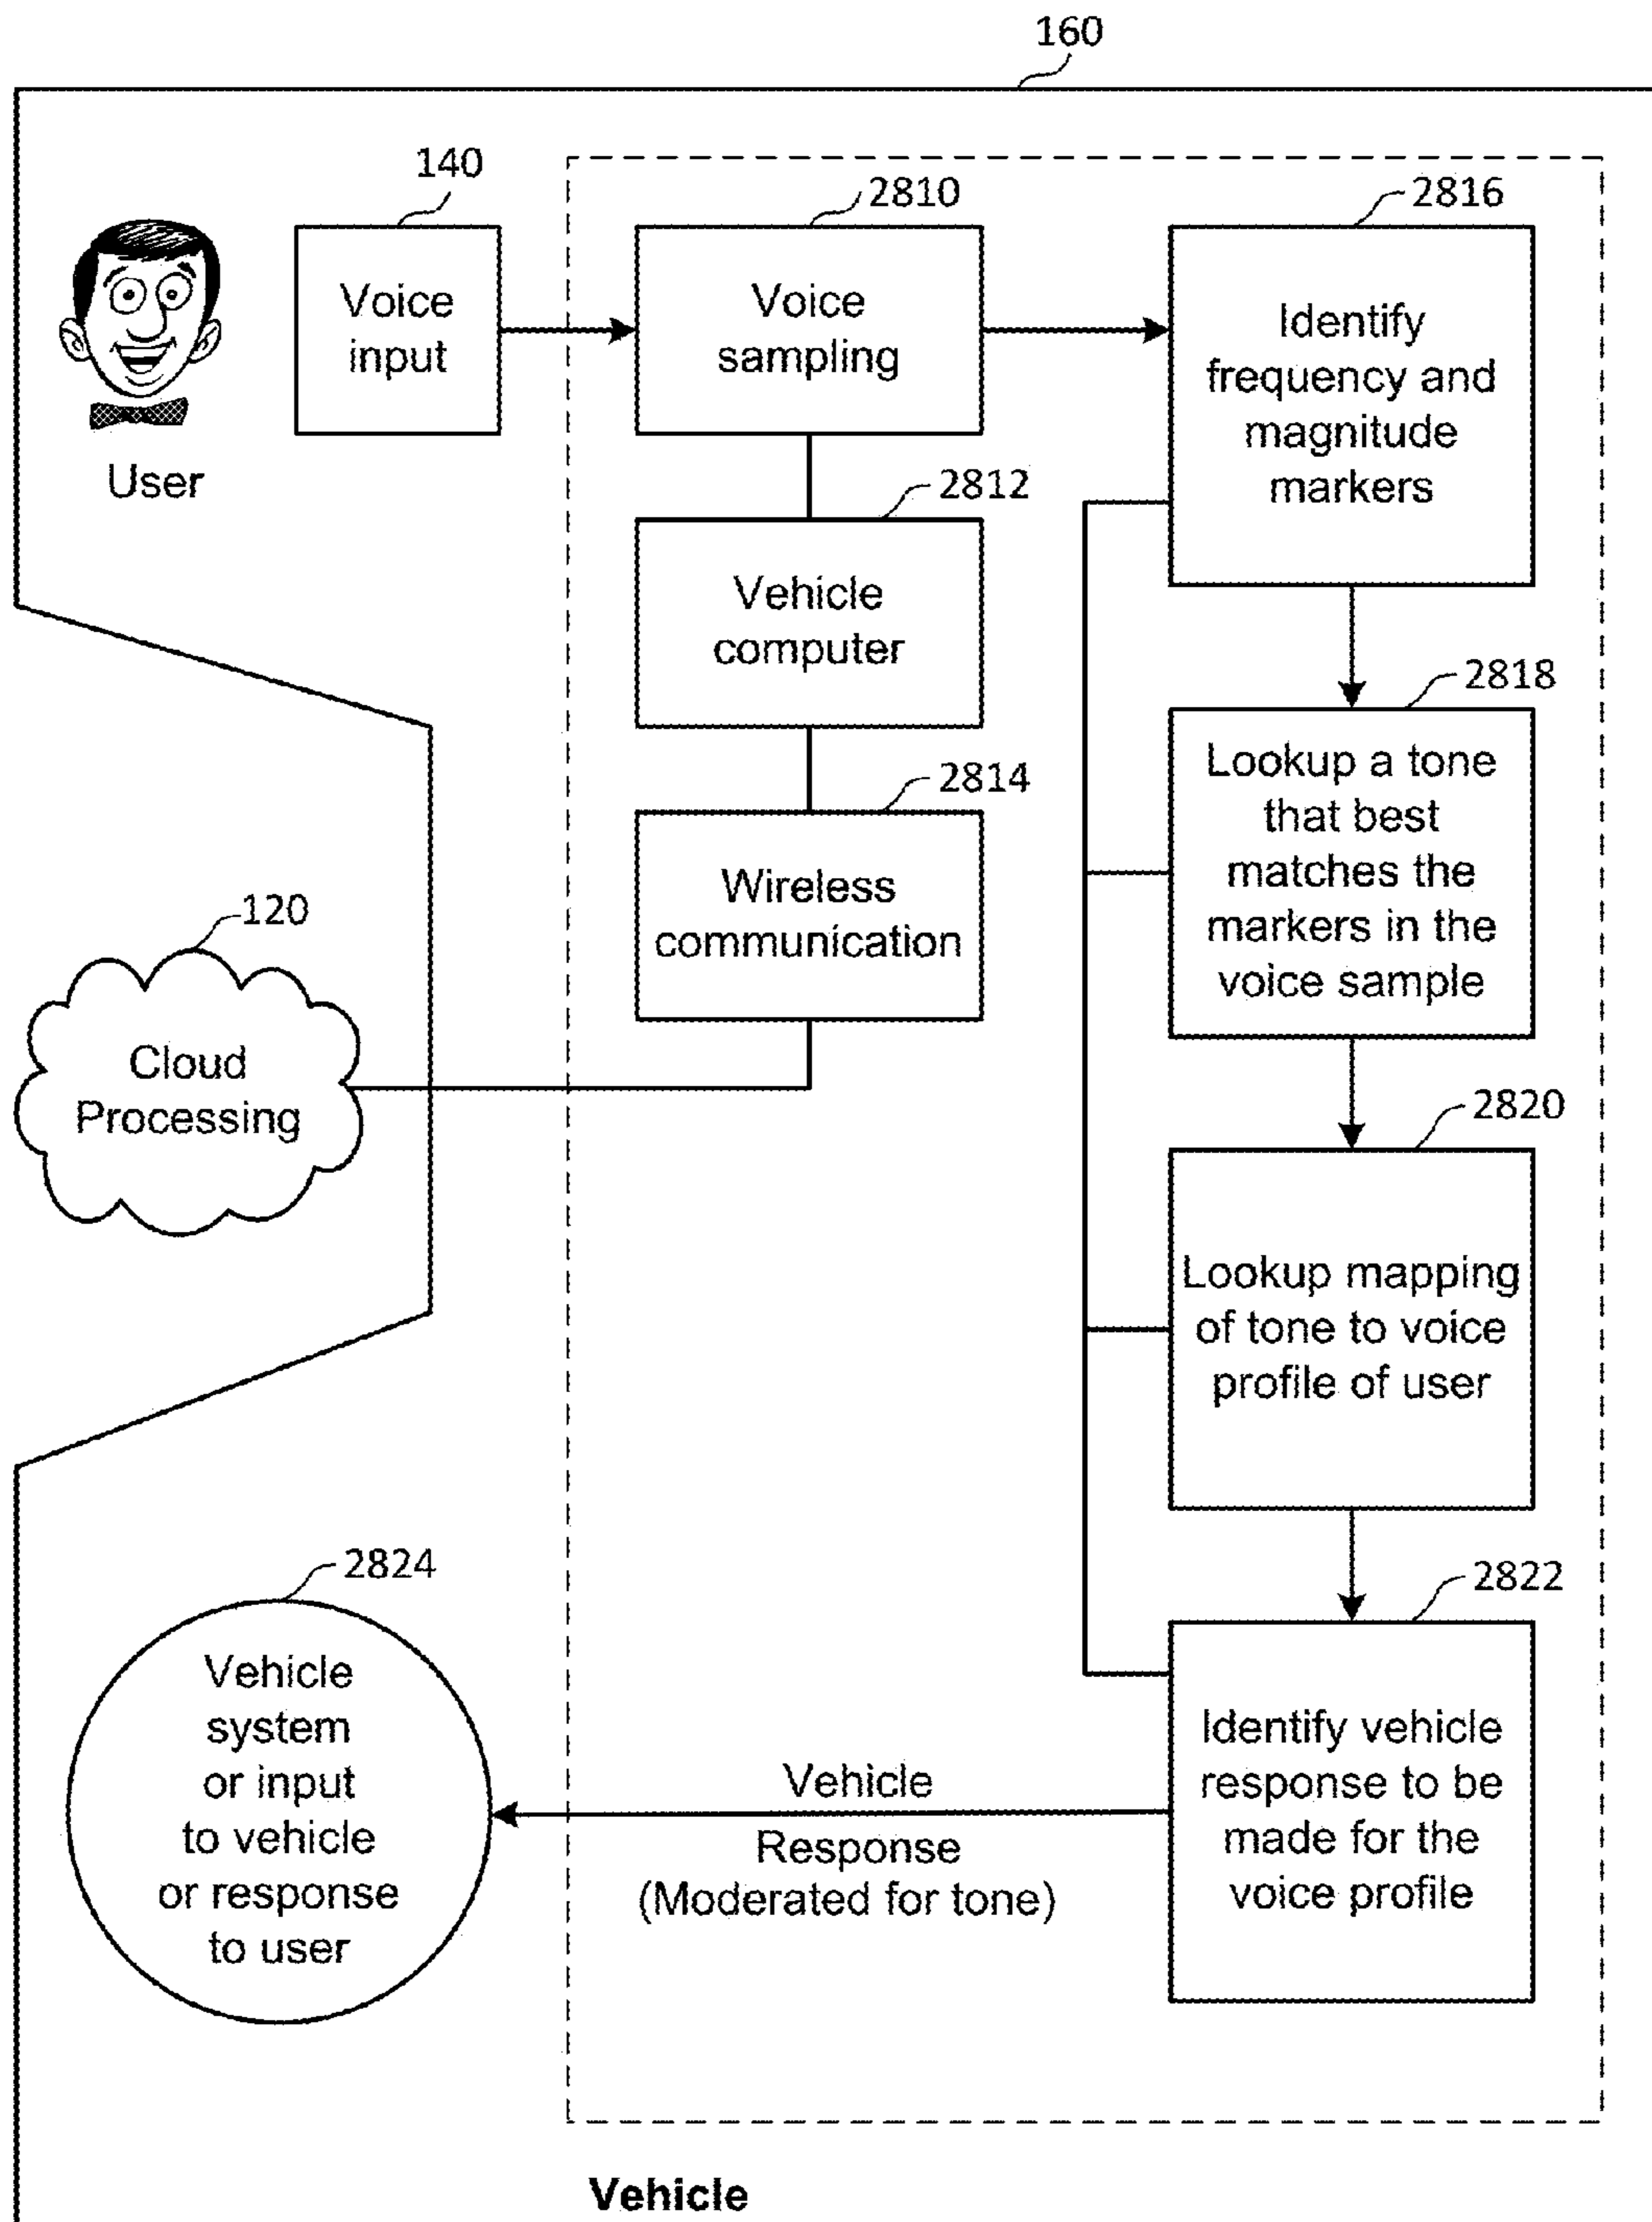 160
140
2810
2816
Voice
input
Voice
sampling
Identify
frequency and
magnitude
markers
User
2812
Vehicle
computer
2818
Lookup a tone
that best
matches the
markers in the
voice sample
2814
Wireless
communication
120
Cloud
Processing
2820
Lookup mapping
of tone to voice
profile of user
2824
Vehicle
system
or input
to vehicle
or response
to user
2822
Identify vehicle
response to be
made for the
voice profile
Vehicle
Response
(Moderated for tone)
Vehicle